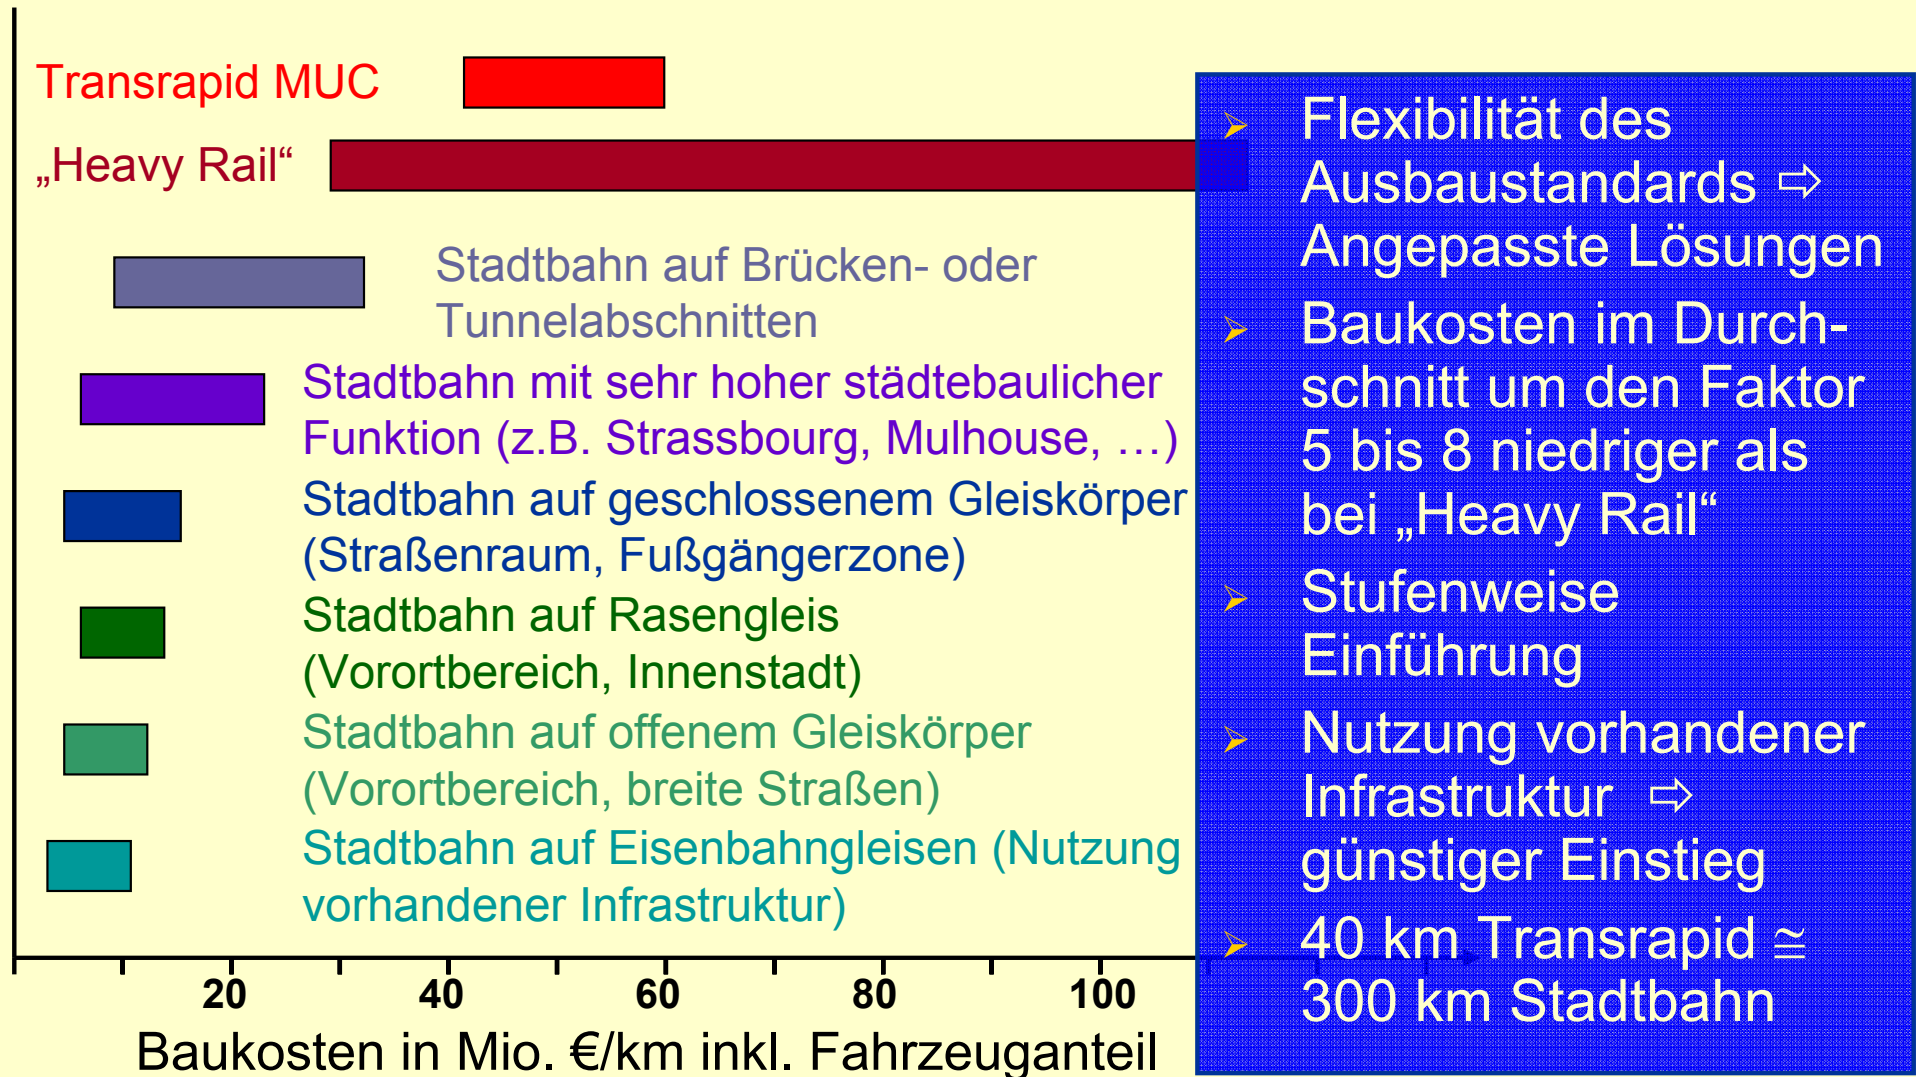 Transrapid MUC
„Heavy Rail“
Stadtbahn auf Brücken- oder
Tunnelabschnitten
Stadtbahn mit sehr hoher städtebaulicher
Funktion (z.B. Strassbourg, Mulhouse, …)
Stadtbahn auf geschlossenem Gleiskörper
(Straßenraum, Fußgängerzone)
Stadtbahn auf Rasengleis
(Vorortbereich, Innenstadt)
Stadtbahn auf offenem Gleiskörper
(Vorortbereich, breite Straßen)
Stadtbahn auf Eisenbahngleisen (Nutzung
vorhandener Infrastruktur)
20 40 60 80 100
Baukosten in Mio. €/km inkl. Fahrzeuganteil
➢ Flexibilität des
Ausbaustandards ⇨
Angepasste Lösungen
➢ Baukosten im Durch-
schnitt um den Faktor
5 bis 8 niedriger als
bei „Heavy Rail“
➢ Stufenweise
Einführung
➢ Nutzung vorhandener
Infrastruktur ⇨
günstiger Einstieg
➢ 40 km Transrapid ≅
300 km Stadtbahn